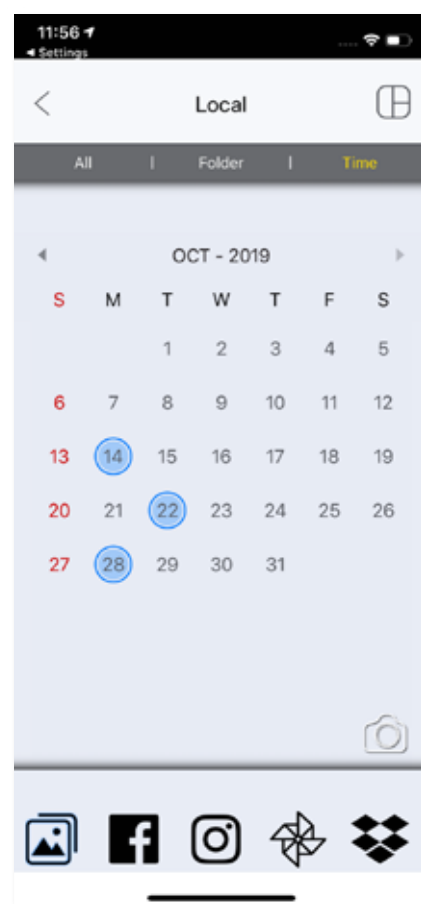 11:56
Settings
Local
All | Folder | Time
OCT - 2019
S M T W T F S
1 2 3 4 5
6 7 8 9 10 11 12
13 14 15 16 17 18 19
20 21 22 23 24 25 26
27 28 29 30 31